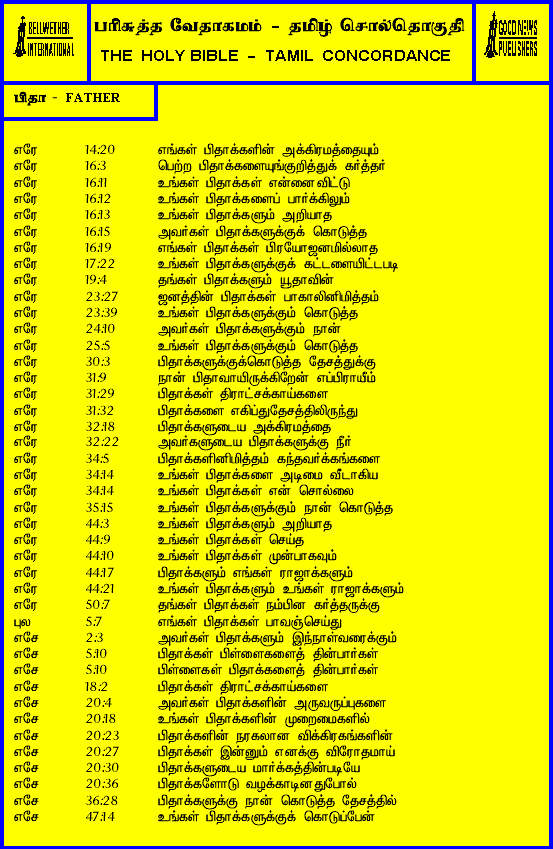 BELLWETHER
INTERNATIONAL
பரிசுத்த வேதாகமம் - தமிழ் சொல்தொகுதி
THE HOLY BIBLE - TAMIL CONCORDANCE
GOOD NEWS
PUBLISHERS
பிதா - FATHER
எரே 14:20 எங்கள் பிதாக்களின் அக்கிரமத்தையும்
எரே 16:3 பெற்ற பிதாக்களையுங்குறித்துக் கர்த்தர்
எரே 16:11 உங்கள் பிதாக்கள் என்னைவிட்டு
எரே 16:12 உங்கள் பிதாக்களைப் பார்க்கிலும்
எரே 16:13 உங்கள் பிதாக்களும் அறியாத
எரே 16:15 அவர்கள் பிதாக்களுக்குக் கொடுத்த
எரே 16:19 எங்கள் பிதாக்கள் பிரயோஜனமில்லாத
எரே 17:22 உங்கள் பிதாக்களுக்குக் கட்டளையிட்டபடி
எரே 19:4 தங்கள் பிதாக்களும் யூதாவின்
எரே 23:27 ஜனத்தின் பிதாக்கள் பாகாலினிமித்தம்
எரே 23:39 உங்கள் பிதாக்களுக்கும் கொடுத்த
எரே 24:10 அவர்கள் பிதாக்களுக்கும் நான்
எரே 25:5 உங்கள் பிதாக்களுக்கும் கொடுத்த
எரே 30:3 பிதாக்களுக்குக்கொடுத்த தேசத்துக்கு
எரே 31:9 நான் பிதாவாயிருக்கிறேன் எப்பிராயீம்
எரே 31:29 பிதாக்கள் திராட்சக்காய்களை
எரே 31:32 பிதாக்களை எகிப்துதேசத்திலிருந்து
எரே 32:18 பிதாக்களுடைய அக்கிரமத்தை
எரே 32:22 அவர்களுடைய பிதாக்களுக்கு நீர்
எரே 34:5 பிதாக்களினிமித்தம் கந்தவர்க்கங்களை
எரே 34:14 உங்கள் பிதாக்களை அடிமை வீடாகிய
எரே 34:14 உங்கள் பிதாக்கள் என் சொல்லை
எரே 35:15 உங்கள் பிதாக்களுக்கும் நான் கொடுத்த
எரே 44:3 உங்கள் பிதாக்களும் அறியாத
எரே 44:9 உங்கள் பிதாக்கள் செய்த
எரே 44:10 உங்கள் பிதாக்கள் முன்பாகவும்
எரே 44:17 பிதாக்களும் எங்கள் ராஜாக்களும்
எரே 44:21 உங்கள் பிதாக்களும் உங்கள் ராஜாக்களும்
எரே 50:7 தங்கள் பிதாக்கள் நம்பின கர்த்தருக்கு
புல 5:7 எங்கள் பிதாக்கள் பாவஞ்செய்து
எசே 2:3 அவர்கள் பிதாக்களும் இந்நாள்வரைக்கும்
எசே 5:10 பிதாக்கள் பிள்ளைகளைத் தின்பார்கள்
எசே 5:10 பிள்ளைகள் பிதாக்களைத் தின்பார்கள்
எசே 18:2 பிதாக்கள் திராட்சக்காய்களை
எசே 20:4 அவர்கள் பிதாக்களின் அருவருப்புகளை
எசே 20:18 உங்கள் பிதாக்களின் முறைமைகளில்
எசே 20:23 பிதாக்களின் நரகலான விக்கிரகங்களின்
எசே 20:27 பிதாக்கள் இன்னும் எனக்கு விரோதமாய்
எசே 20:30 பிதாக்களுடைய மார்க்கத்தின்படியே
எசே 20:36 பிதாக்களோடு வழக்காடினதுபோல்
எசே 36:28 பிதாக்களுக்கு நான் கொடுத்த தேசத்தில்
எசே 47:14 உங்கள் பிதாக்களுக்குக் கொடுப்பேன்